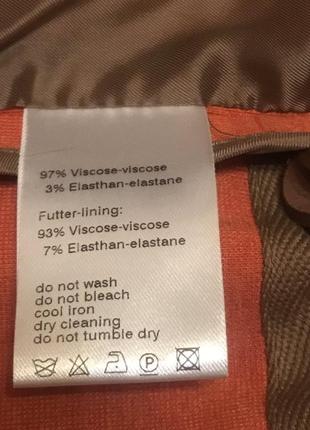 97% Viscose-viscose
3% Elasthan-elastane
Futter-lining:
93% Viscose-viscose
7% Elasthan-elastane
do not wash
do not bleach
cool iron
dry cleaning
do not tumble dry
P